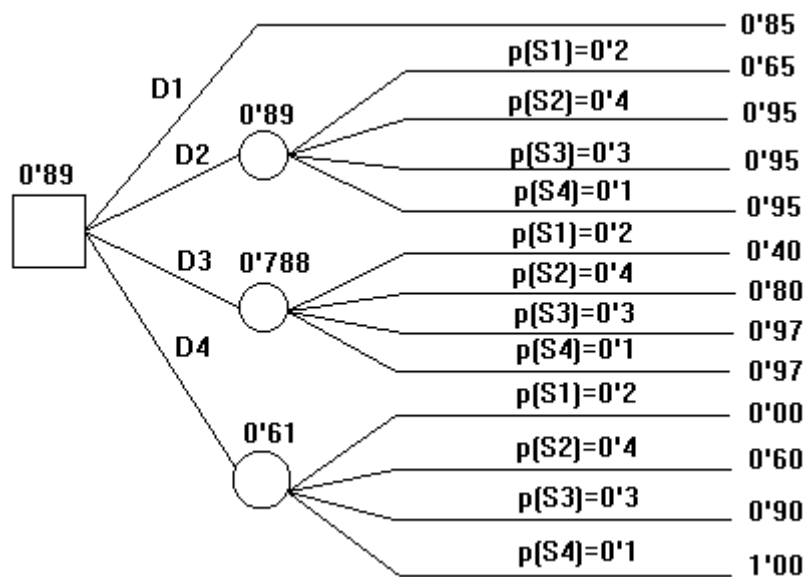 0'85
p(S1)=0'2
0'65
D1
p(S2)=0'4
0'89
0'95
D2
p(S3)=0'3
0'95
0'89
p(S4)=0'1
0'95
p(S1)=0'2
D3
0'788
0'40
p(S2)=0'4
0'80
p(S3)=0'3
0'97
D4
p(S4)=0'1
0'97
p(S1)=0'2
0'00
0'61
p(S2)=0'4
0'60
p(S3)=0'3
0'90
p(S4)=0'1
1'00